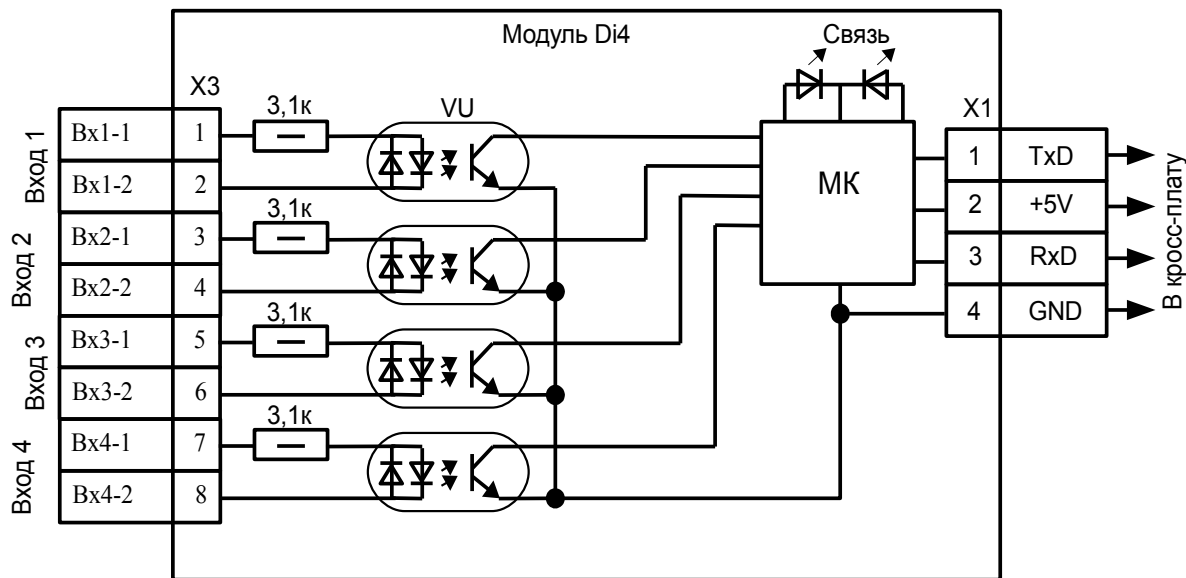 Модуль Di4
Связь
X3
VU
X1
Вход 1
Вх1-1
1
3,1к
Вх1-2
2
Вход 2
Вх2-1
3
3,1к
Вх2-2
4
Вход 3
Вх3-1
5
3,1к
Вх3-2
6
Вход 4
Вх4-1
7
3,1к
Вх4-2
8
МК
1
TxD
2
+5V
3
RxD
4
GND
В кросс-плату